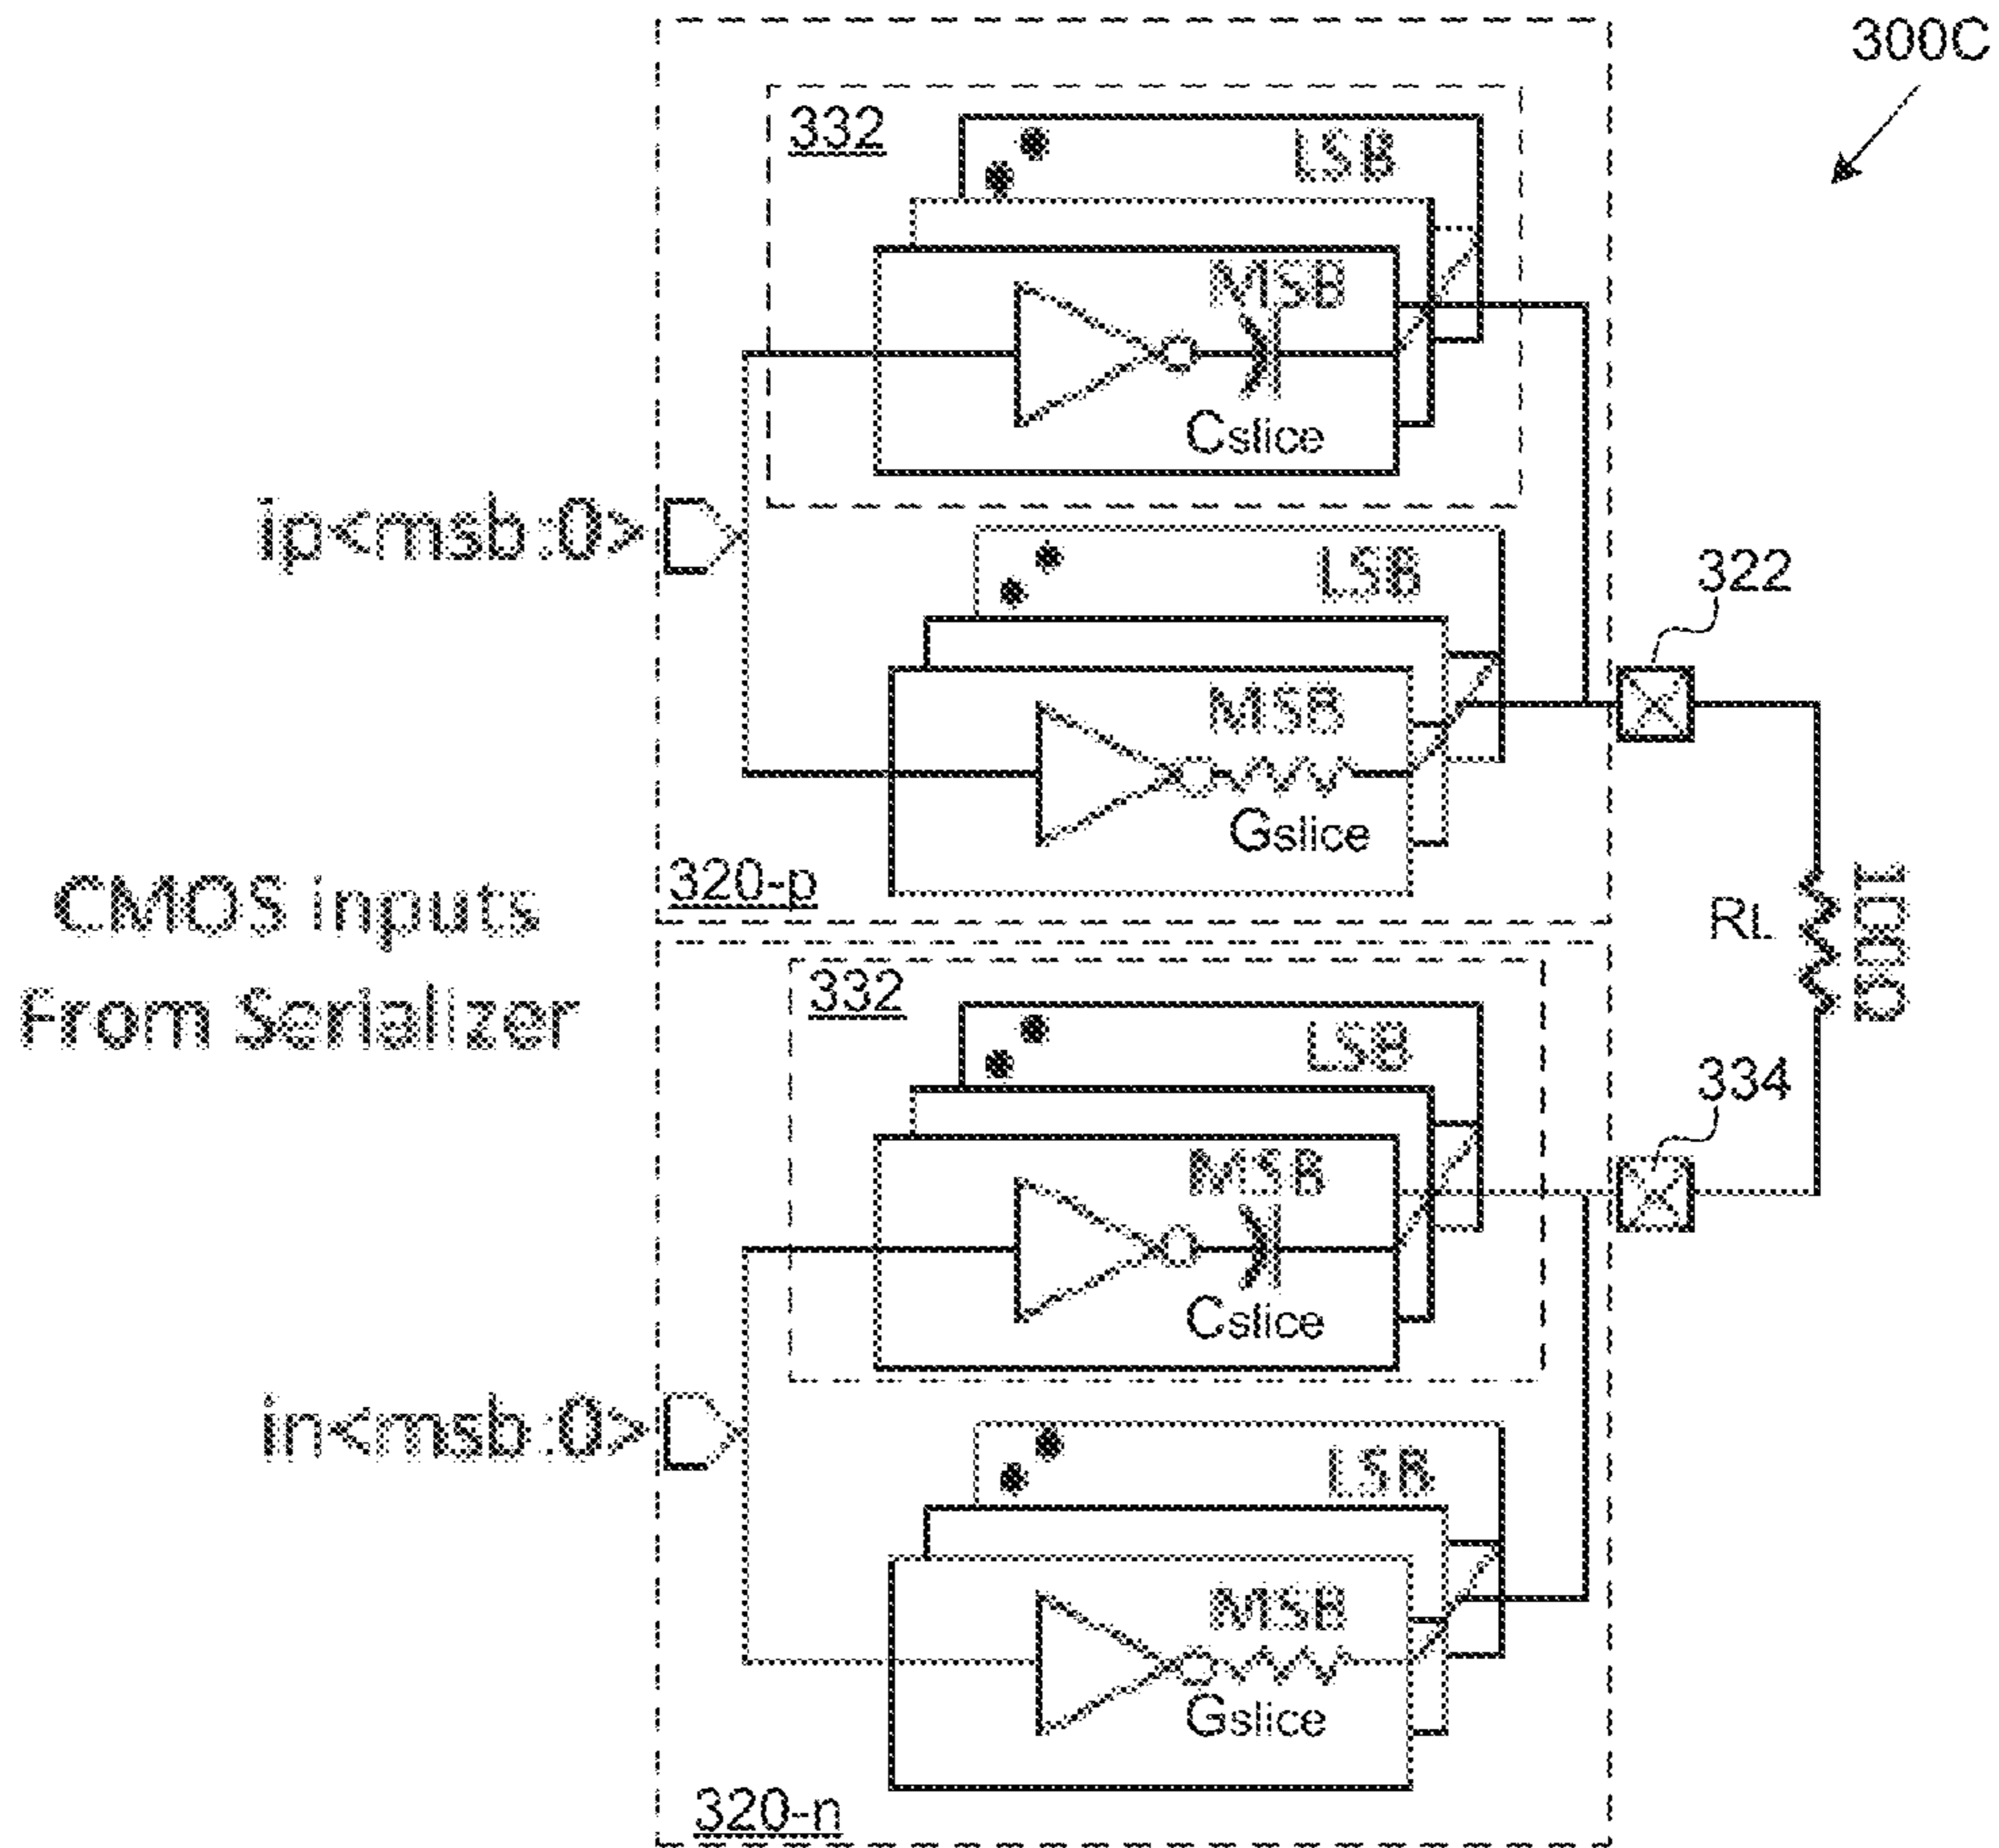 300C
332
LSB
MSB
Cslice
ip<msb:0>
LSB
322
MSB
Gslice
320-p
CMOS inputs
From Serializer
RL
100Ω
332
LSB
334
MSB
Cslice
in<msb:0>
LSB
MSB
Gslice
320-n